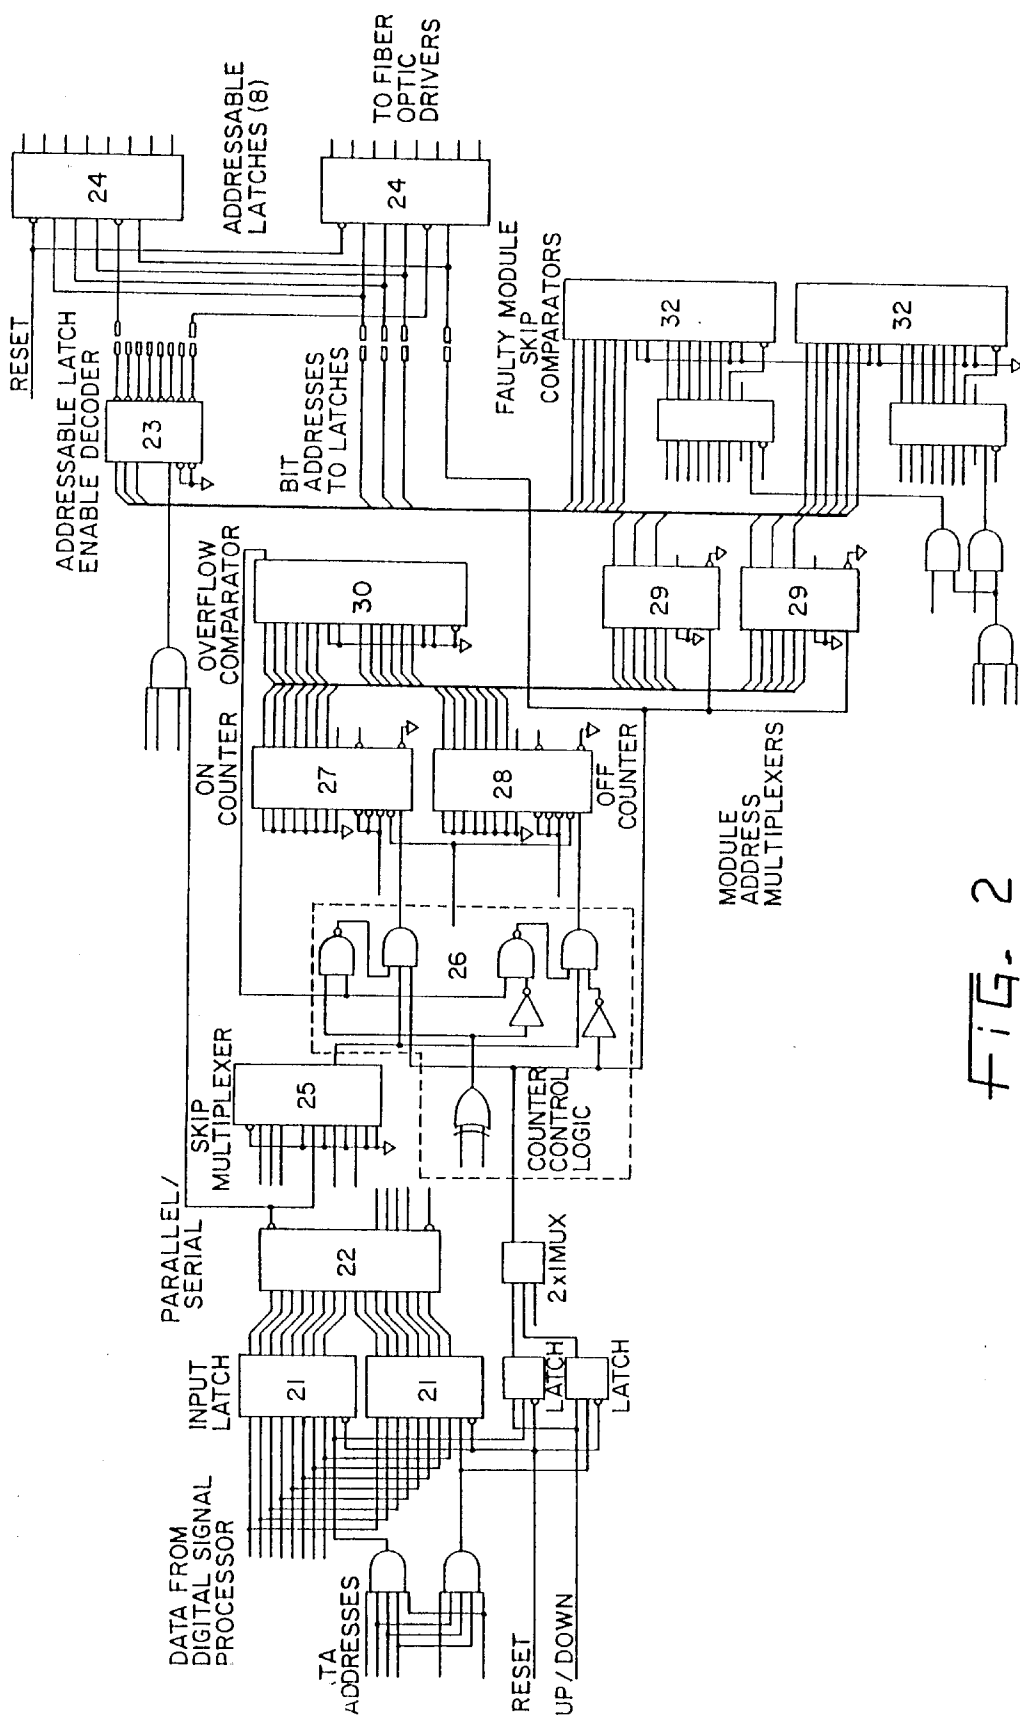 DATA FROM
DIGITAL SIGNAL
PROCESSOR
TA
ADDRESSES
RESET
UP/DOWN
INPUT
LATCH
21
21
LATCH
LATCH
PARALLEL/
SERIAL
22
2x1 MUX
SKIP
MULTIPLEXER
25
COUNTER
CONTROL
LOGIC
26
ON
COUNTER
27
28
OFF
COUNTER
OVERFLOW
COMPARATOR
30
MODULE
ADDRESS
MULTIPLEXERS
29
29
ADDRESSABLE LATCH
ENABLE DECODER
23
BIT
ADDRESSES
TO LATCHES
RESET
24
ADDRESSABLE
LATCHES (8)
24
TO FIBER
OPTIC
DRIVERS
FAULTY MODULE
SKIP
COMPARATORS
32
32
FiG. 2